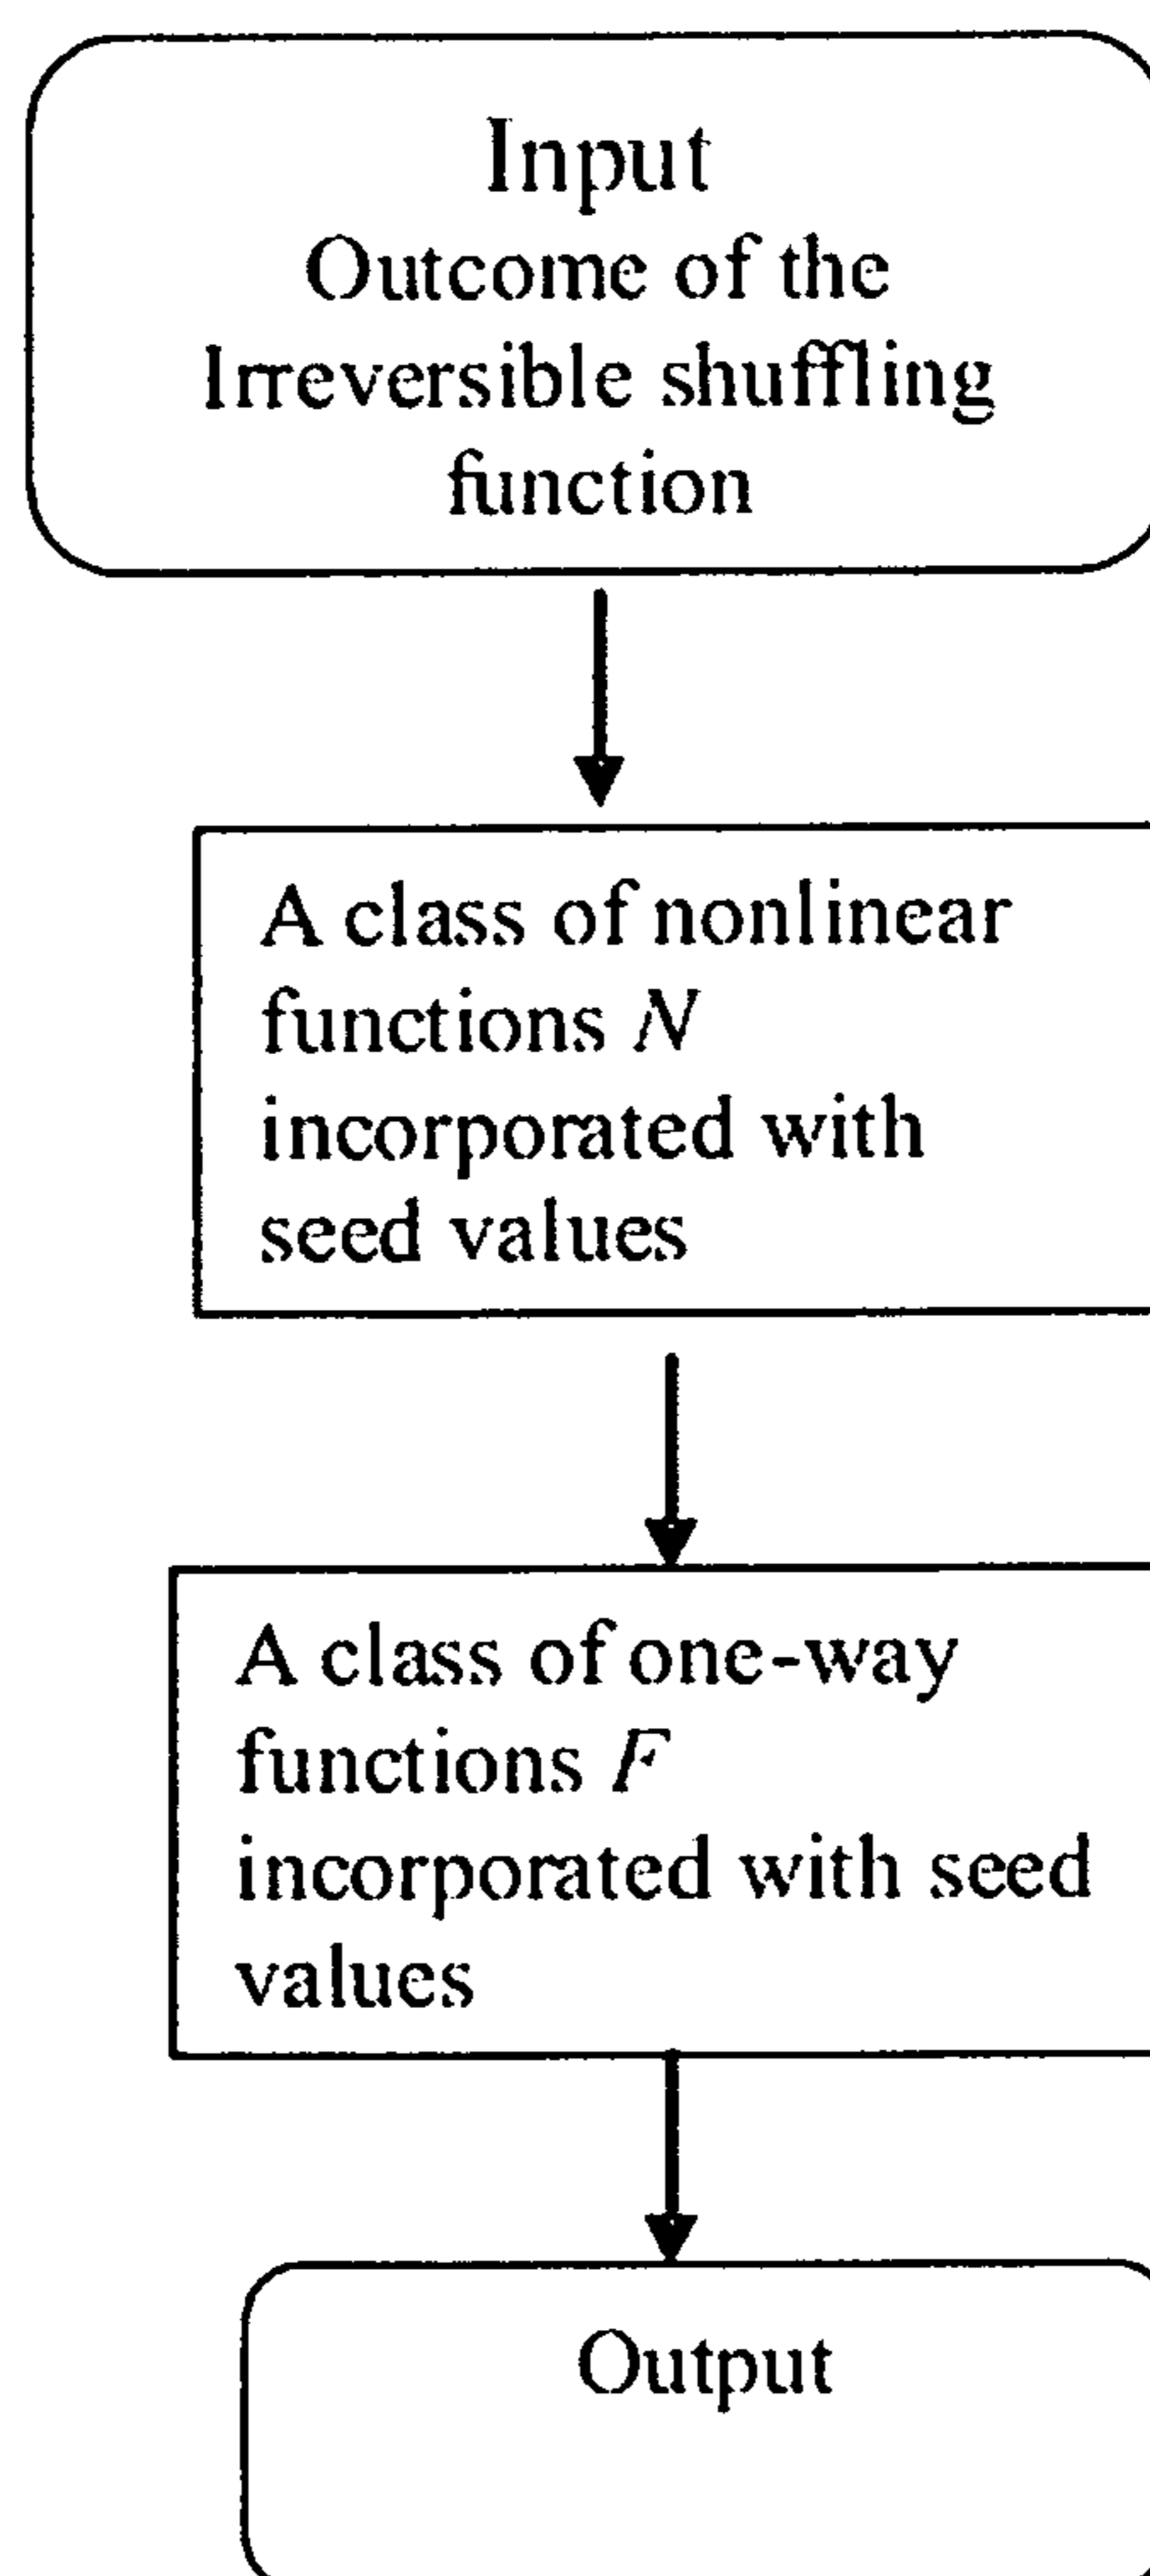 Input
Outcome of the
Irreversible shuffling
function
A class of nonlinear
functions N
incorporated with
seed values
A class of one-way
functions F
incorporated with seed
values
Output